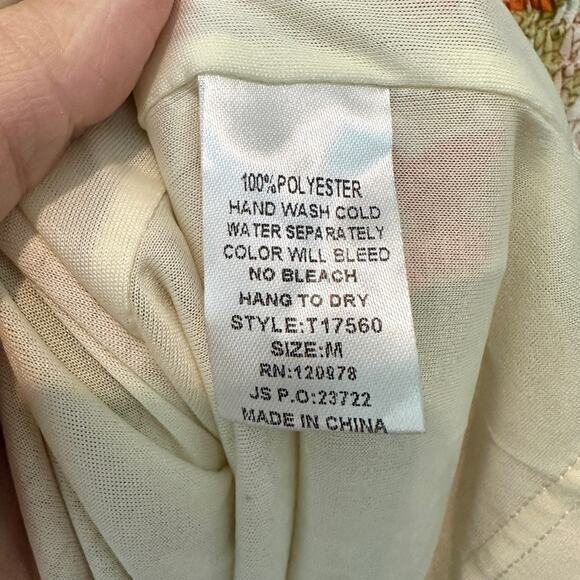 100%POLYESTER
HAND WASH COLD
WATER SEPARATELY
COLOR WILL BLEED
NO BLEACH
HANG TO DRY
STYLE:T17560
SIZE:M
RN:120978
JS P.O:23722
MADE IN CHINA